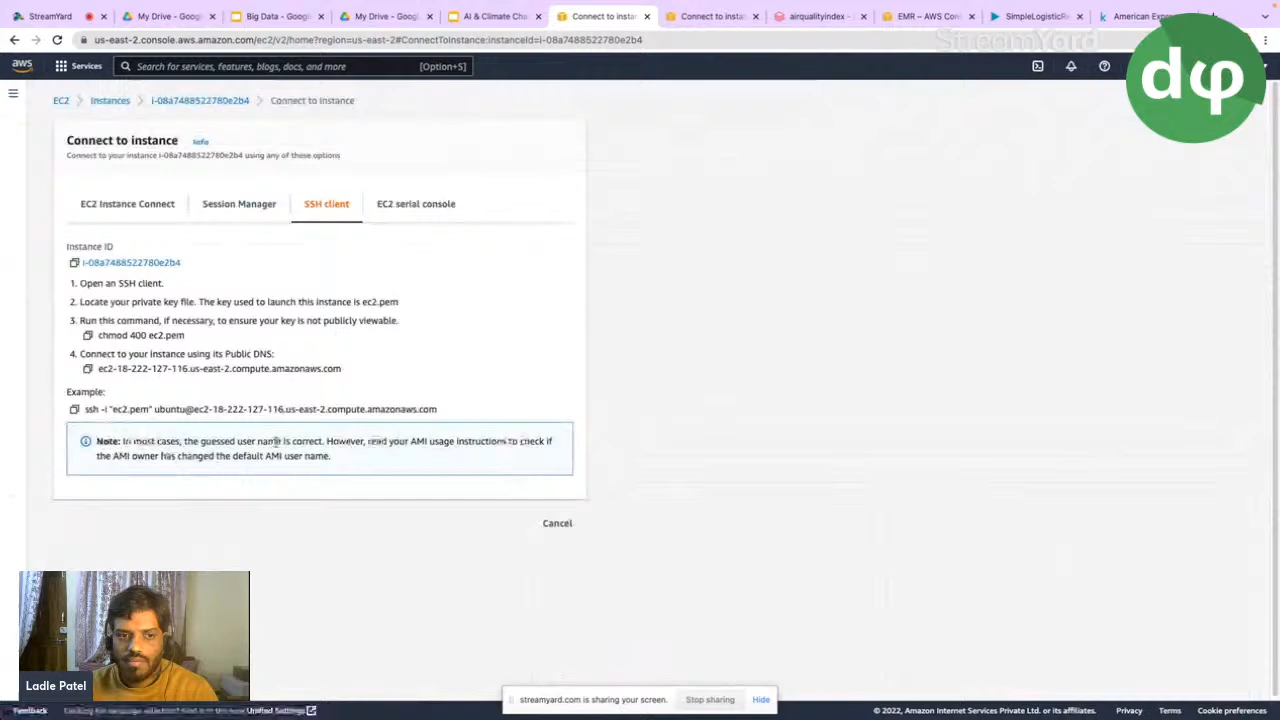 StreamYard
My Drive - Google
Big Data - Google
My Drive - Googl
AI & Climate Cha
Connect to instan
Connect to instan
airqualityindex -
EMR – AWS Con
SimpleLogisticRe
American Exp
us-east-2.console.aws.amazon.com/ec2/v2/home?region=us-east-2#ConnectToInstance:instanceId=i-08a7488522780e2b4
StreamYard
dφ
aws
Services
Search for services, features, blogs, docs, and more
[Option+S]
EC2 > Instances > i-08a7488522780e2b4 > Connect to instance
Connect to instance Info
Connect to your instance i-08a7488522780e2b4 using any of these options
EC2 Instance Connect
Session Manager
SSH client
EC2 serial console
Instance ID
i-08a7488522780e2b4
1. Open an SSH client.
2. Locate your private key file. The key used to launch this instance is ec2.pem
3. Run this command, if necessary, to ensure your key is not publicly viewable.
chmod 400 ec2.pem
4. Connect to your instance using its Public DNS:
ec2-18-222-127-116.us-east-2.compute.amazonaws.com
Example:
ssh -i "ec2.pem" ubuntu@ec2-18-222-127-116.us-east-2.compute.amazonaws.com
Note: In most cases, the guessed user name is correct. However, read your AMI usage instructions to check if
the AMI owner has changed the default AMI user name.
Cancel
Ladle Patel
streamyard.com is sharing your screen.
Stop sharing
Hide
Feedback
Unified Settings
© 2022, Amazon Internet Services Private Ltd. or its affiliates.
Privacy
Terms
Cookie preferences